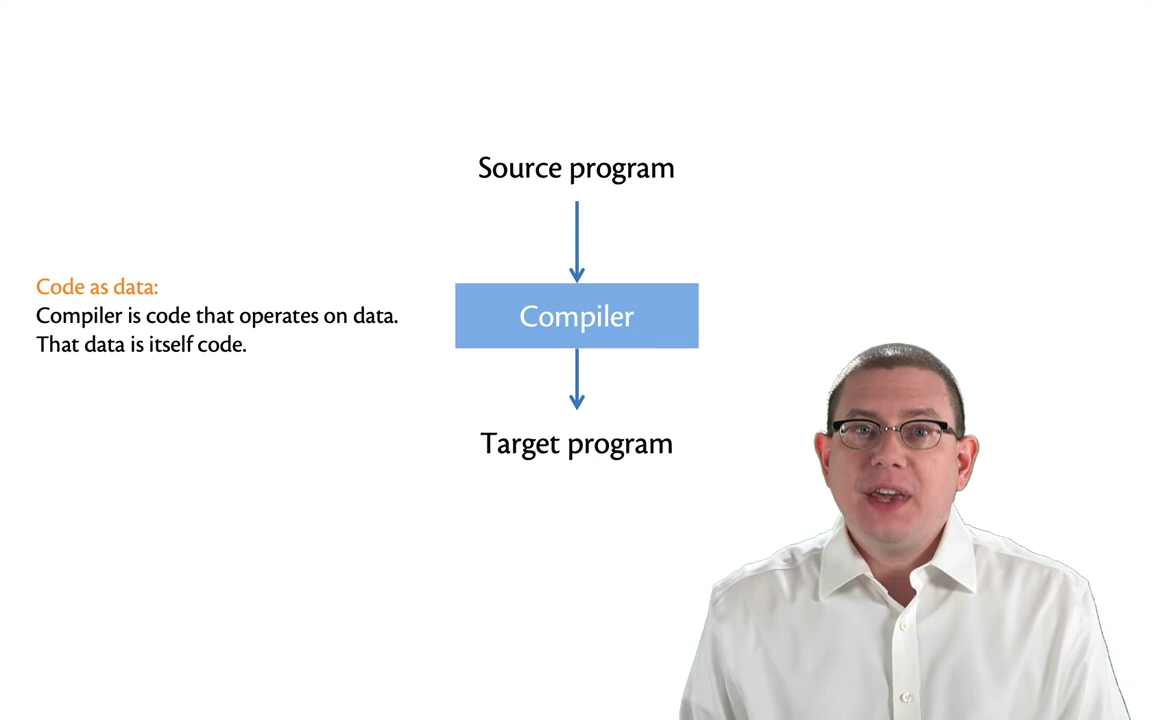 Source program
Code as data:
Compiler is code that operates on data.
That data is itself code.
Compiler
Target program